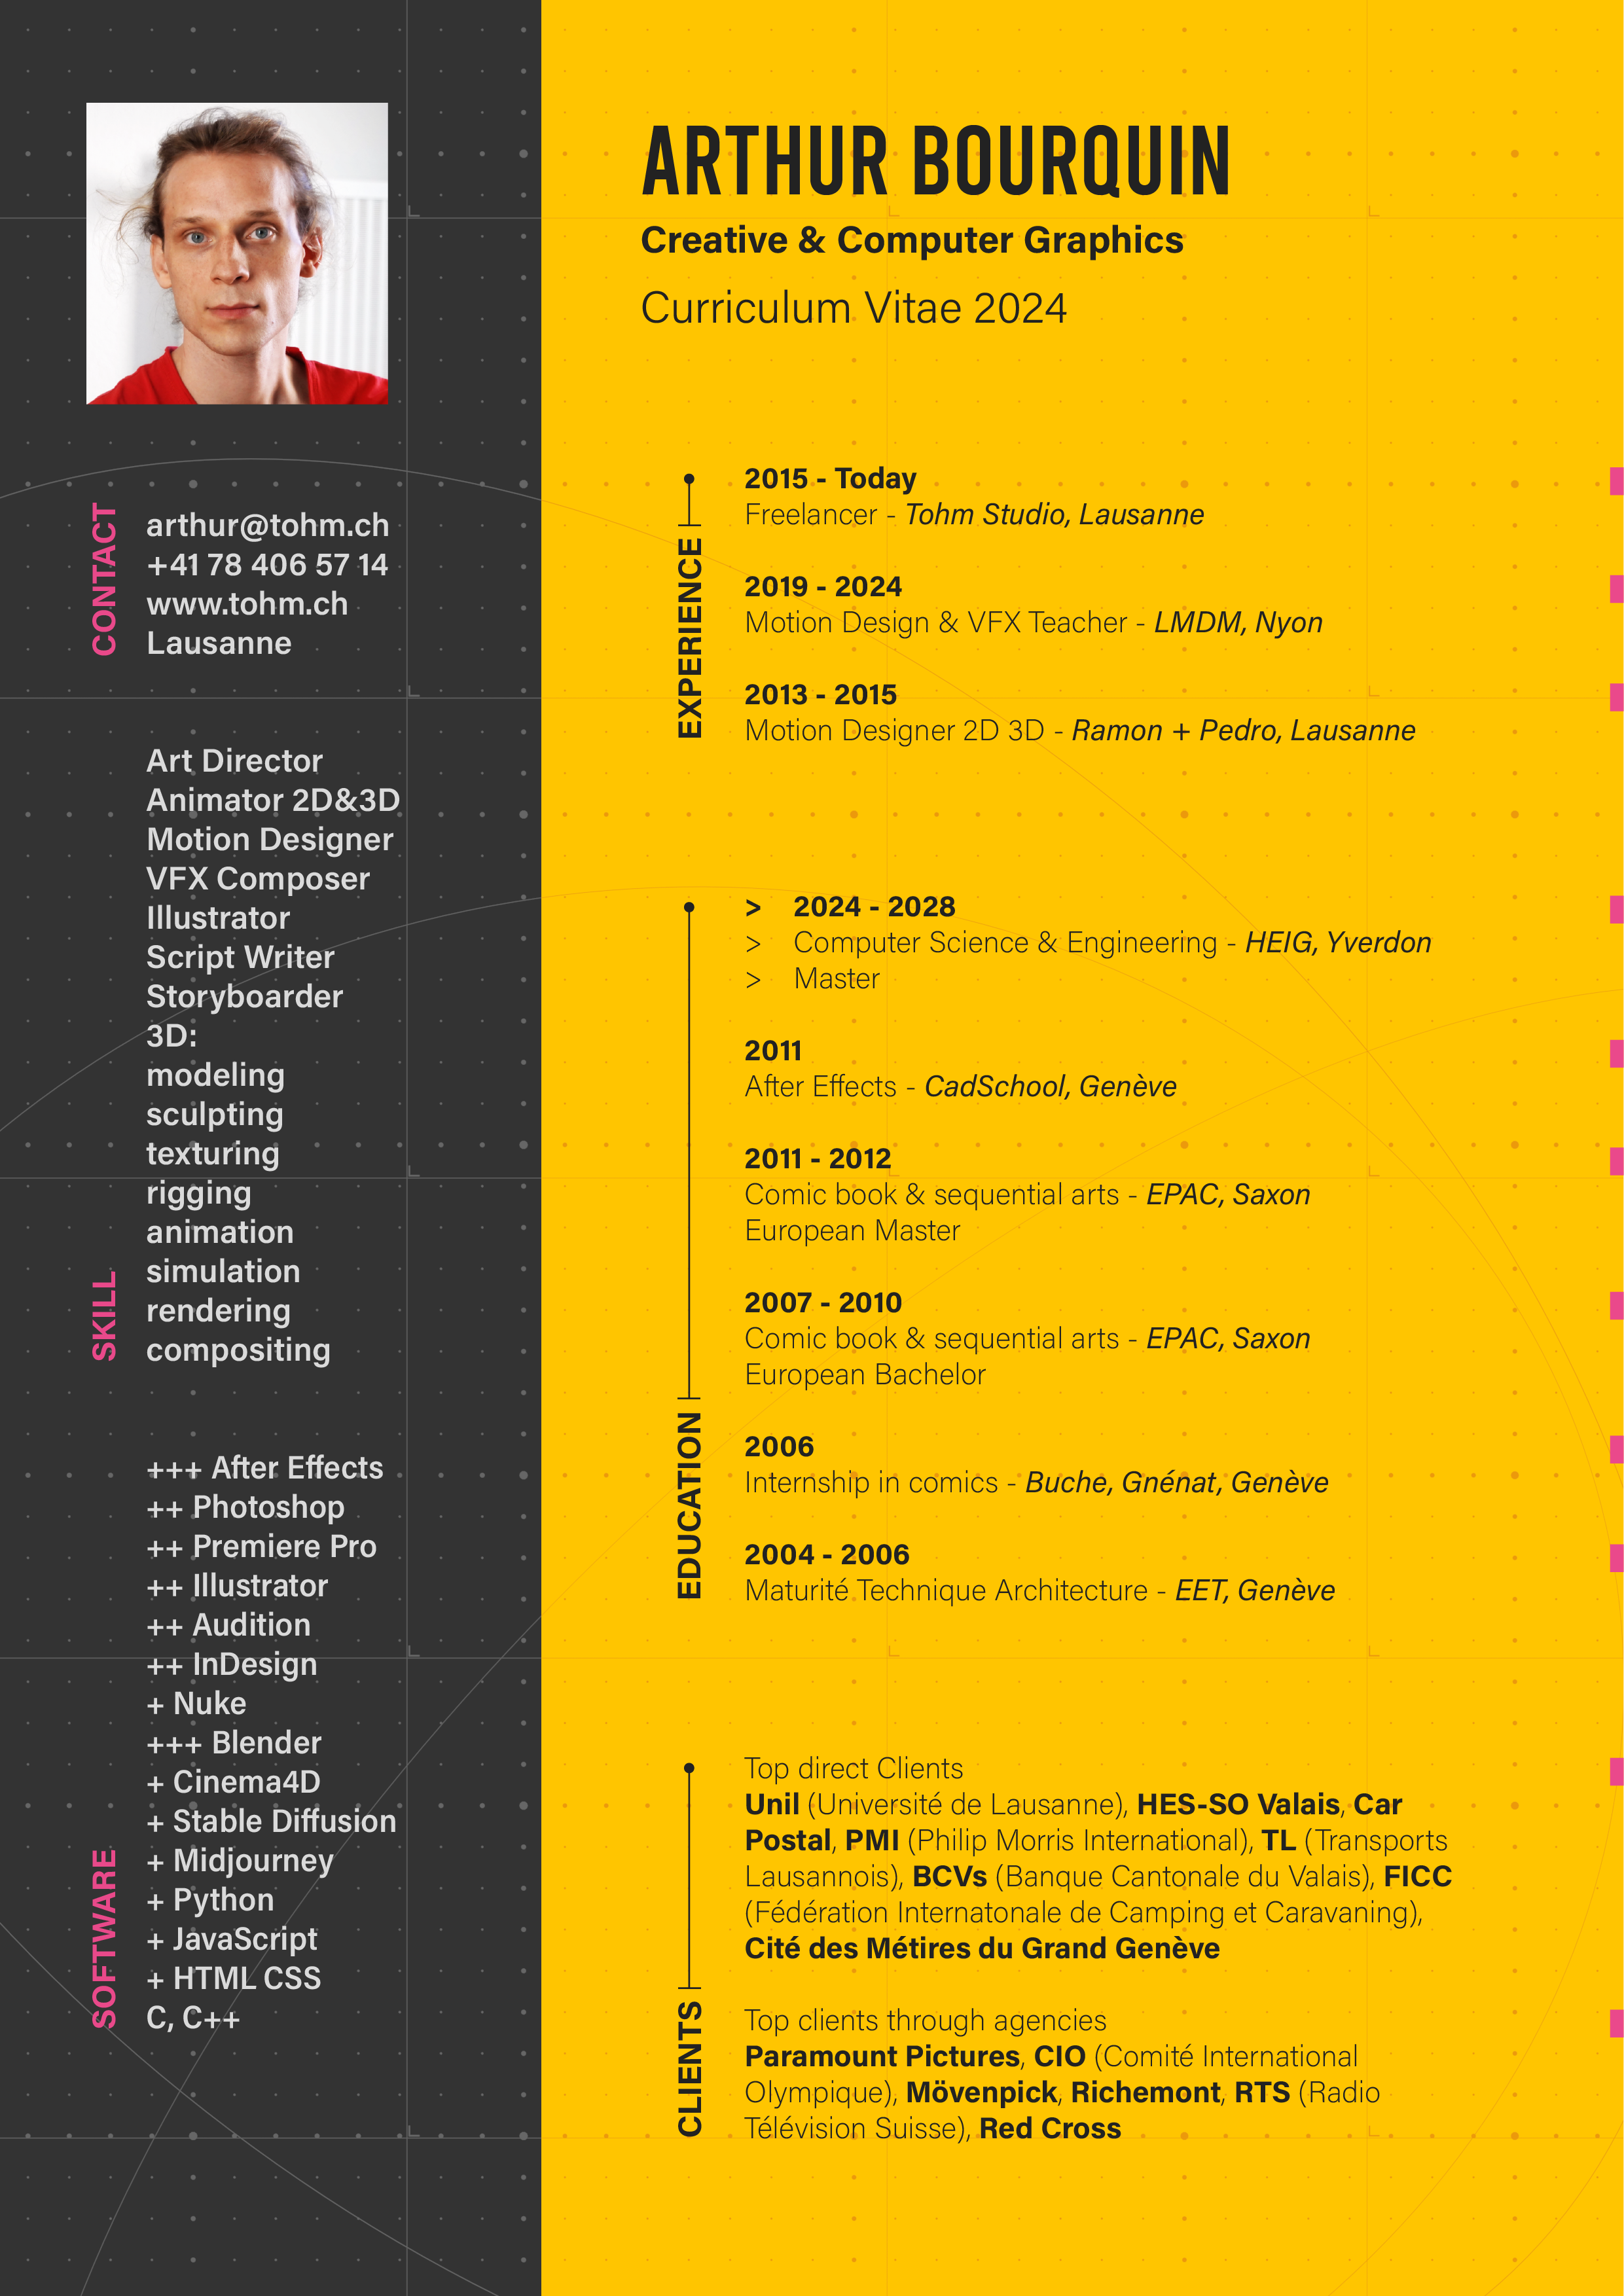 ARTHUR BOURQUIN
Creative & Computer Graphics
Curriculum Vitae 2024
CONTACT
arthur@tohm.ch
+41 78 406 57 14
www.tohm.ch
Lausanne
SKILL
Art Director
Animator 2D&3D
Motion Designer
VFX Composer
Illustrator
Script Writer
Storyboarder
3D:
modeling
sculpting
texturing
rigging
animation
simulation
rendering
compositing
SOFTWARE
+++ After Effects
++ Photoshop
++ Premiere Pro
++ Illustrator
++ Audition
++ InDesign
+ Nuke
+++ Blender
+ Cinema4D
+ Stable Diffusion
+ Midjourney
+ Python
+ JavaScript
+ HTML CSS
C, C++
EXPERIENCE
2015 - Today
Freelancer - Tohm Studio, Lausanne
2019 - 2024
Motion Design & VFX Teacher - LMDM, Nyon
2013 - 2015
Motion Designer 2D 3D - Ramon + Pedro, Lausanne
EDUCATION
> 2024 - 2028
> Computer Science & Engineering - HEIG, Yverdon
> Master
2011
After Effects - CadSchool, Genève
2011 - 2012
Comic book & sequential arts - EPAC, Saxon
European Master
2007 - 2010
Comic book & sequential arts - EPAC, Saxon
European Bachelor
2006
Internship in comics - Buche, Gnénat, Genève
2004 - 2006
Maturité Technique Architecture - EET, Genève
CLIENTS
Top direct Clients
Unil (Université de Lausanne), HES-SO Valais, Car
Postal, PMI (Philip Morris International), TL (Transports
Lausannois), BCVs (Banque Cantonale du Valais), FICC
(Fédération Internatonale de Camping et Caravaning),
Cité des Métires du Grand Genève
Top clients through agencies
Paramount Pictures, CIO (Comité International
Olympique), Mövenpick, Richemont, RTS (Radio
Télévision Suisse), Red Cross